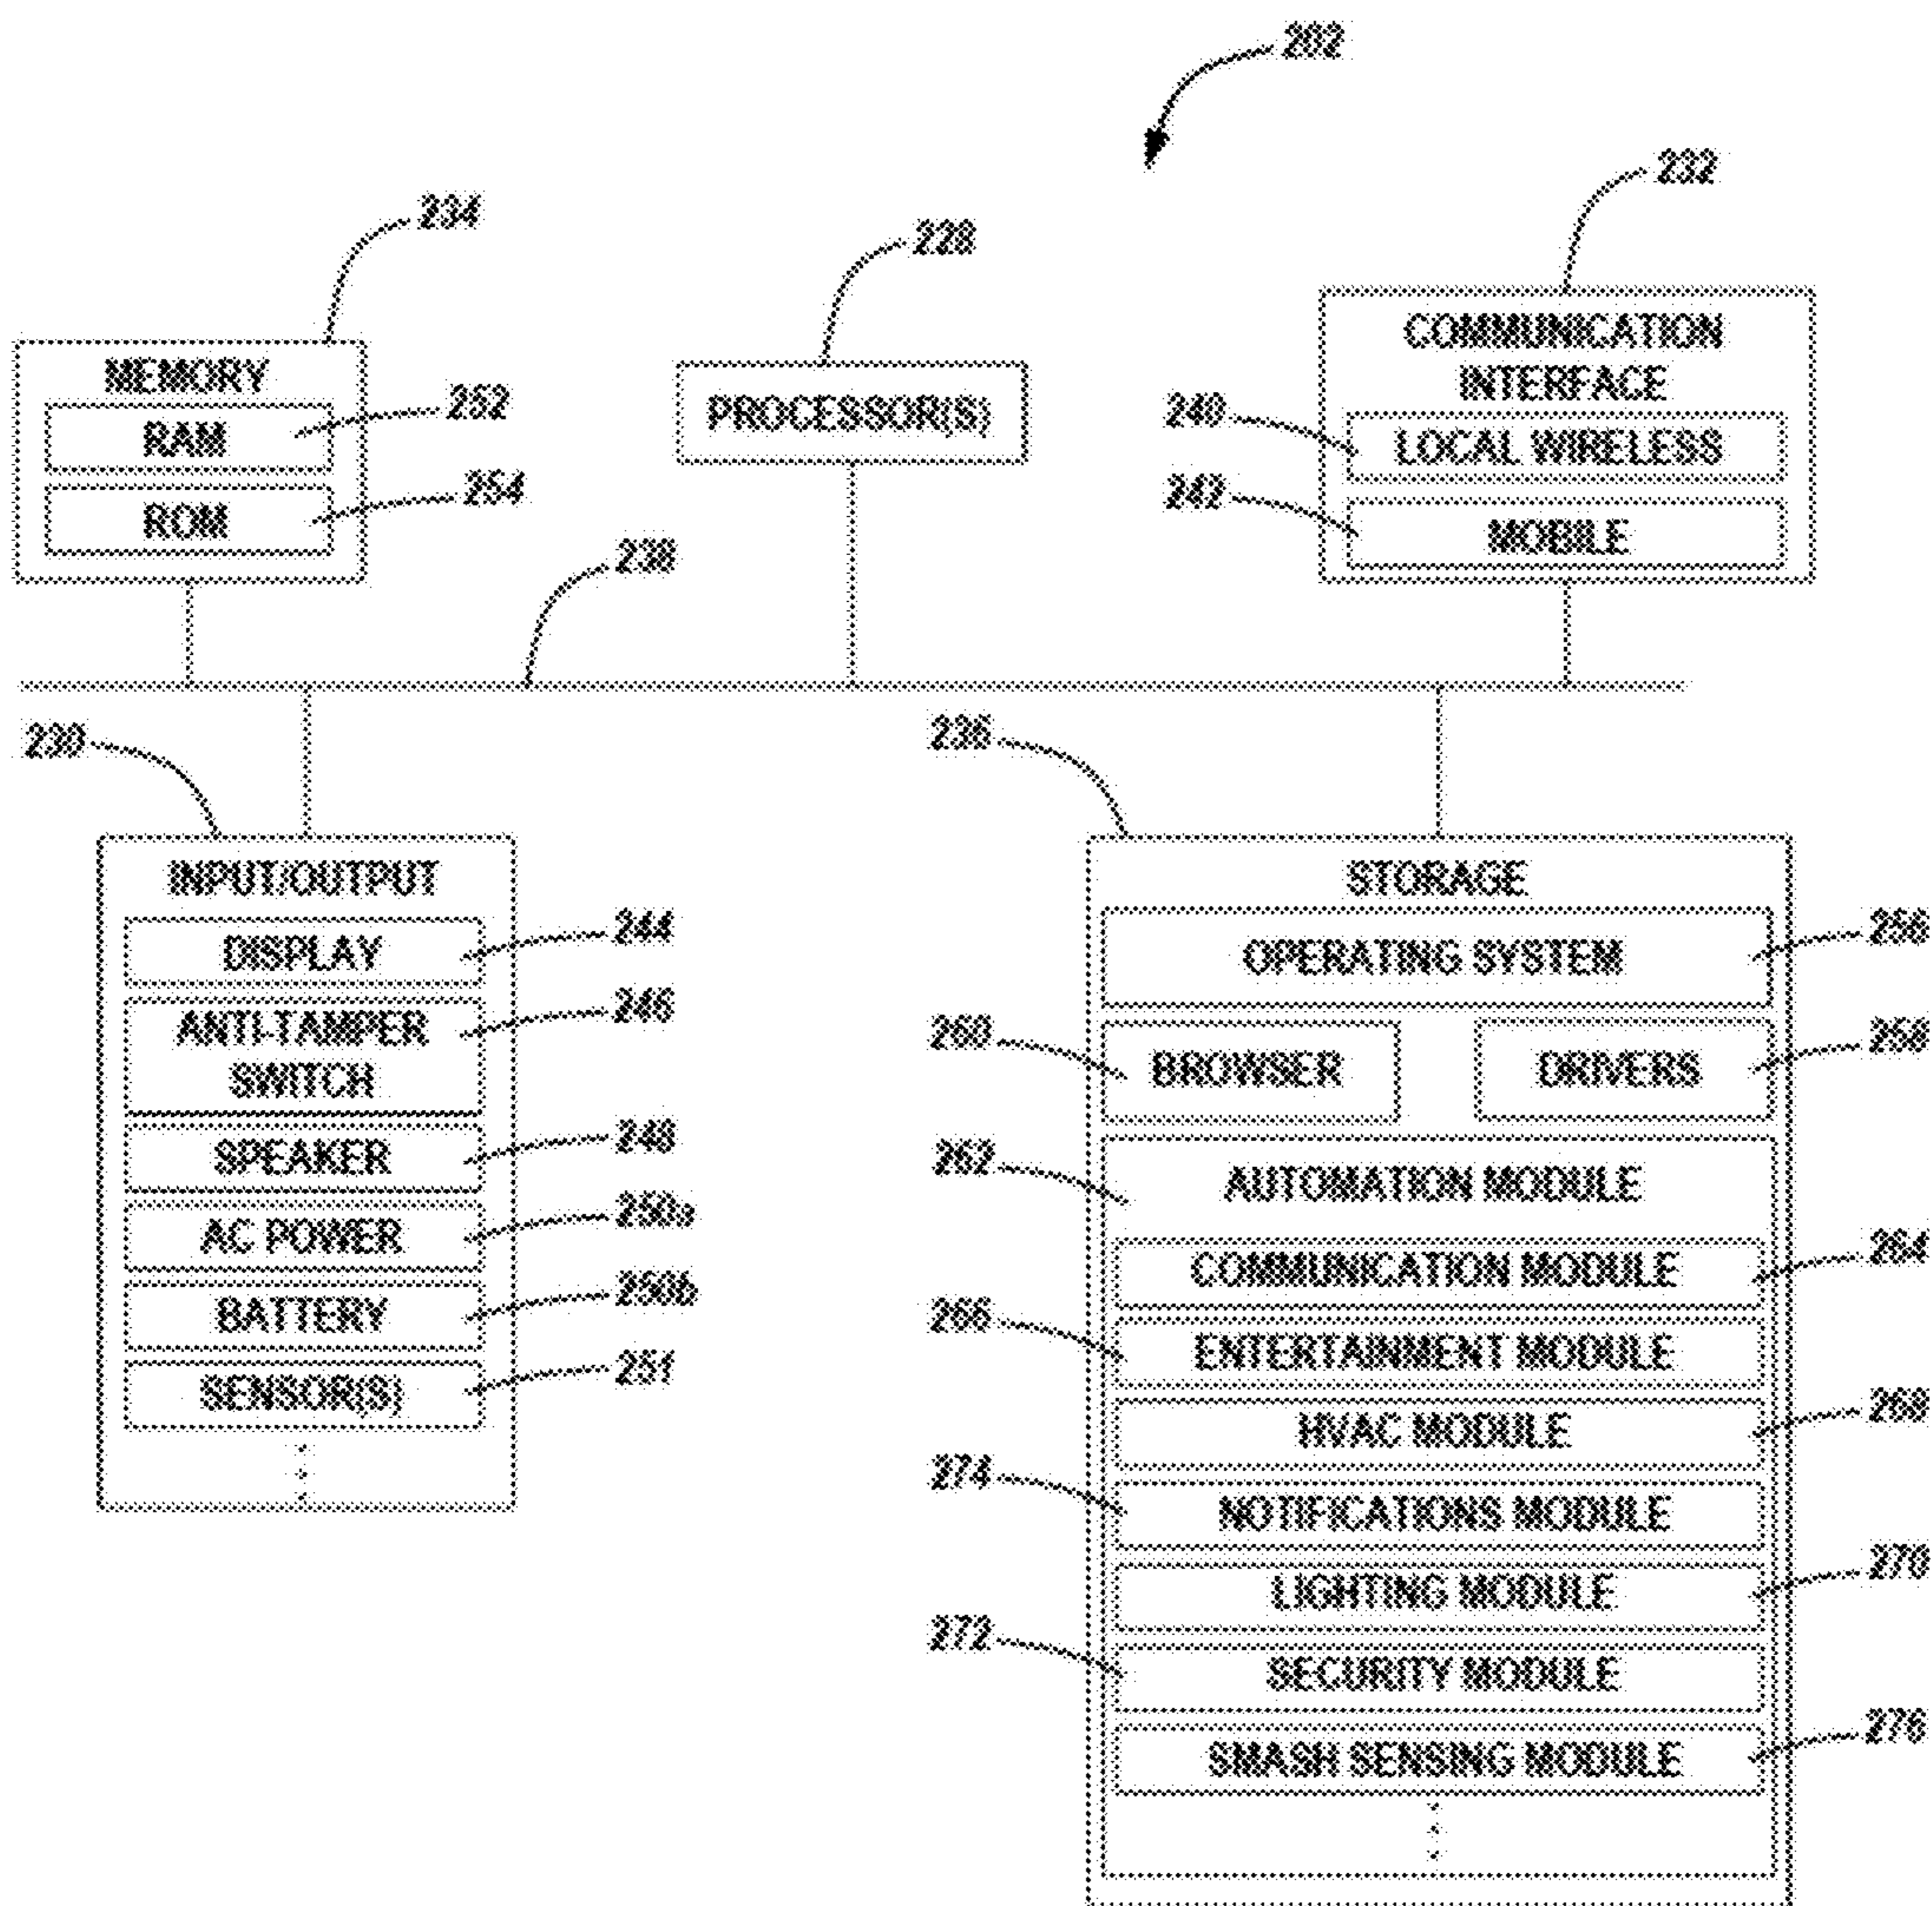 202
234
228
232
MEMORY
RAM
252
ROM
254
PROCESSOR(S)
COMMUNICATION
INTERFACE
240
LOCAL WIRELESS
242
MOBILE
238
230
INPUT/OUTPUT
DISPLAY
244
ANTI-TAMPER
SWITCH
246
SPEAKER
248
AC POWER
250a
BATTERY
250b
SENSOR(S)
251
236
STORAGE
OPERATING SYSTEM
256
260
BROWSER
DRIVERS
258
262
AUTOMATION MODULE
COMMUNICATION MODULE
264
266
ENTERTAINMENT MODULE
HVAC MODULE
268
274
NOTIFICATIONS MODULE
LIGHTING MODULE
270
272
SECURITY MODULE
SMASH SENSING MODULE
276